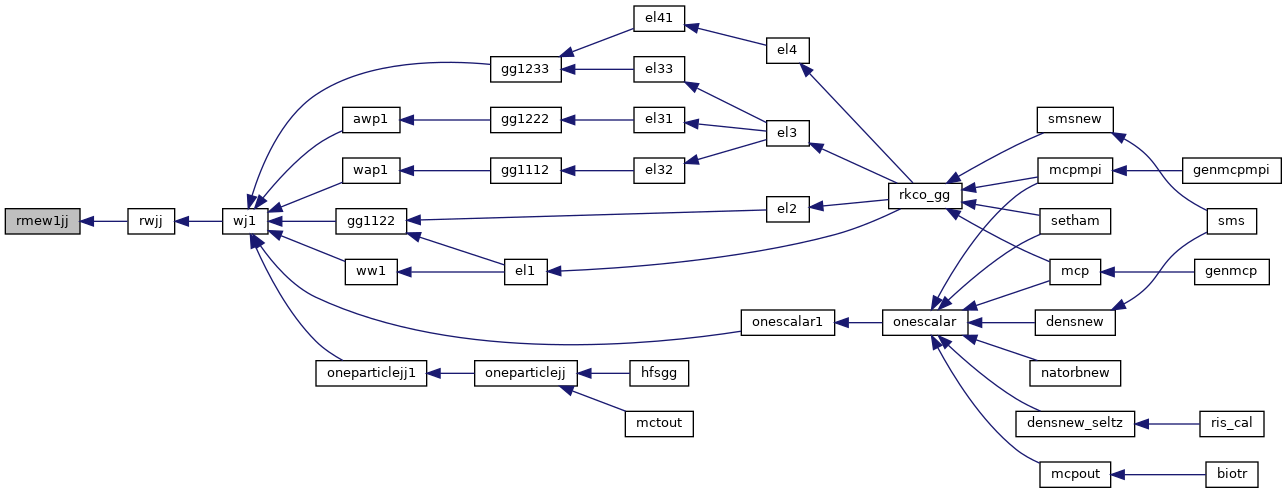 el41
el4
gg1233
el33
awp1
gg1222
el31
smsnew
el3
wap1
gg1112
el32
mcpmpi
genmcpmpi
rkco_gg
el2
rmew1jj
rwjj
wj1
gg1122
setham
sms
ww1
el1
mcp
genmcp
onescalar1
onescalar
densnew
oneparticlejj1
oneparticlejj
hfsgg
natorbnew
mctout
densnew_seltz
ris_cal
mcpout
biotr